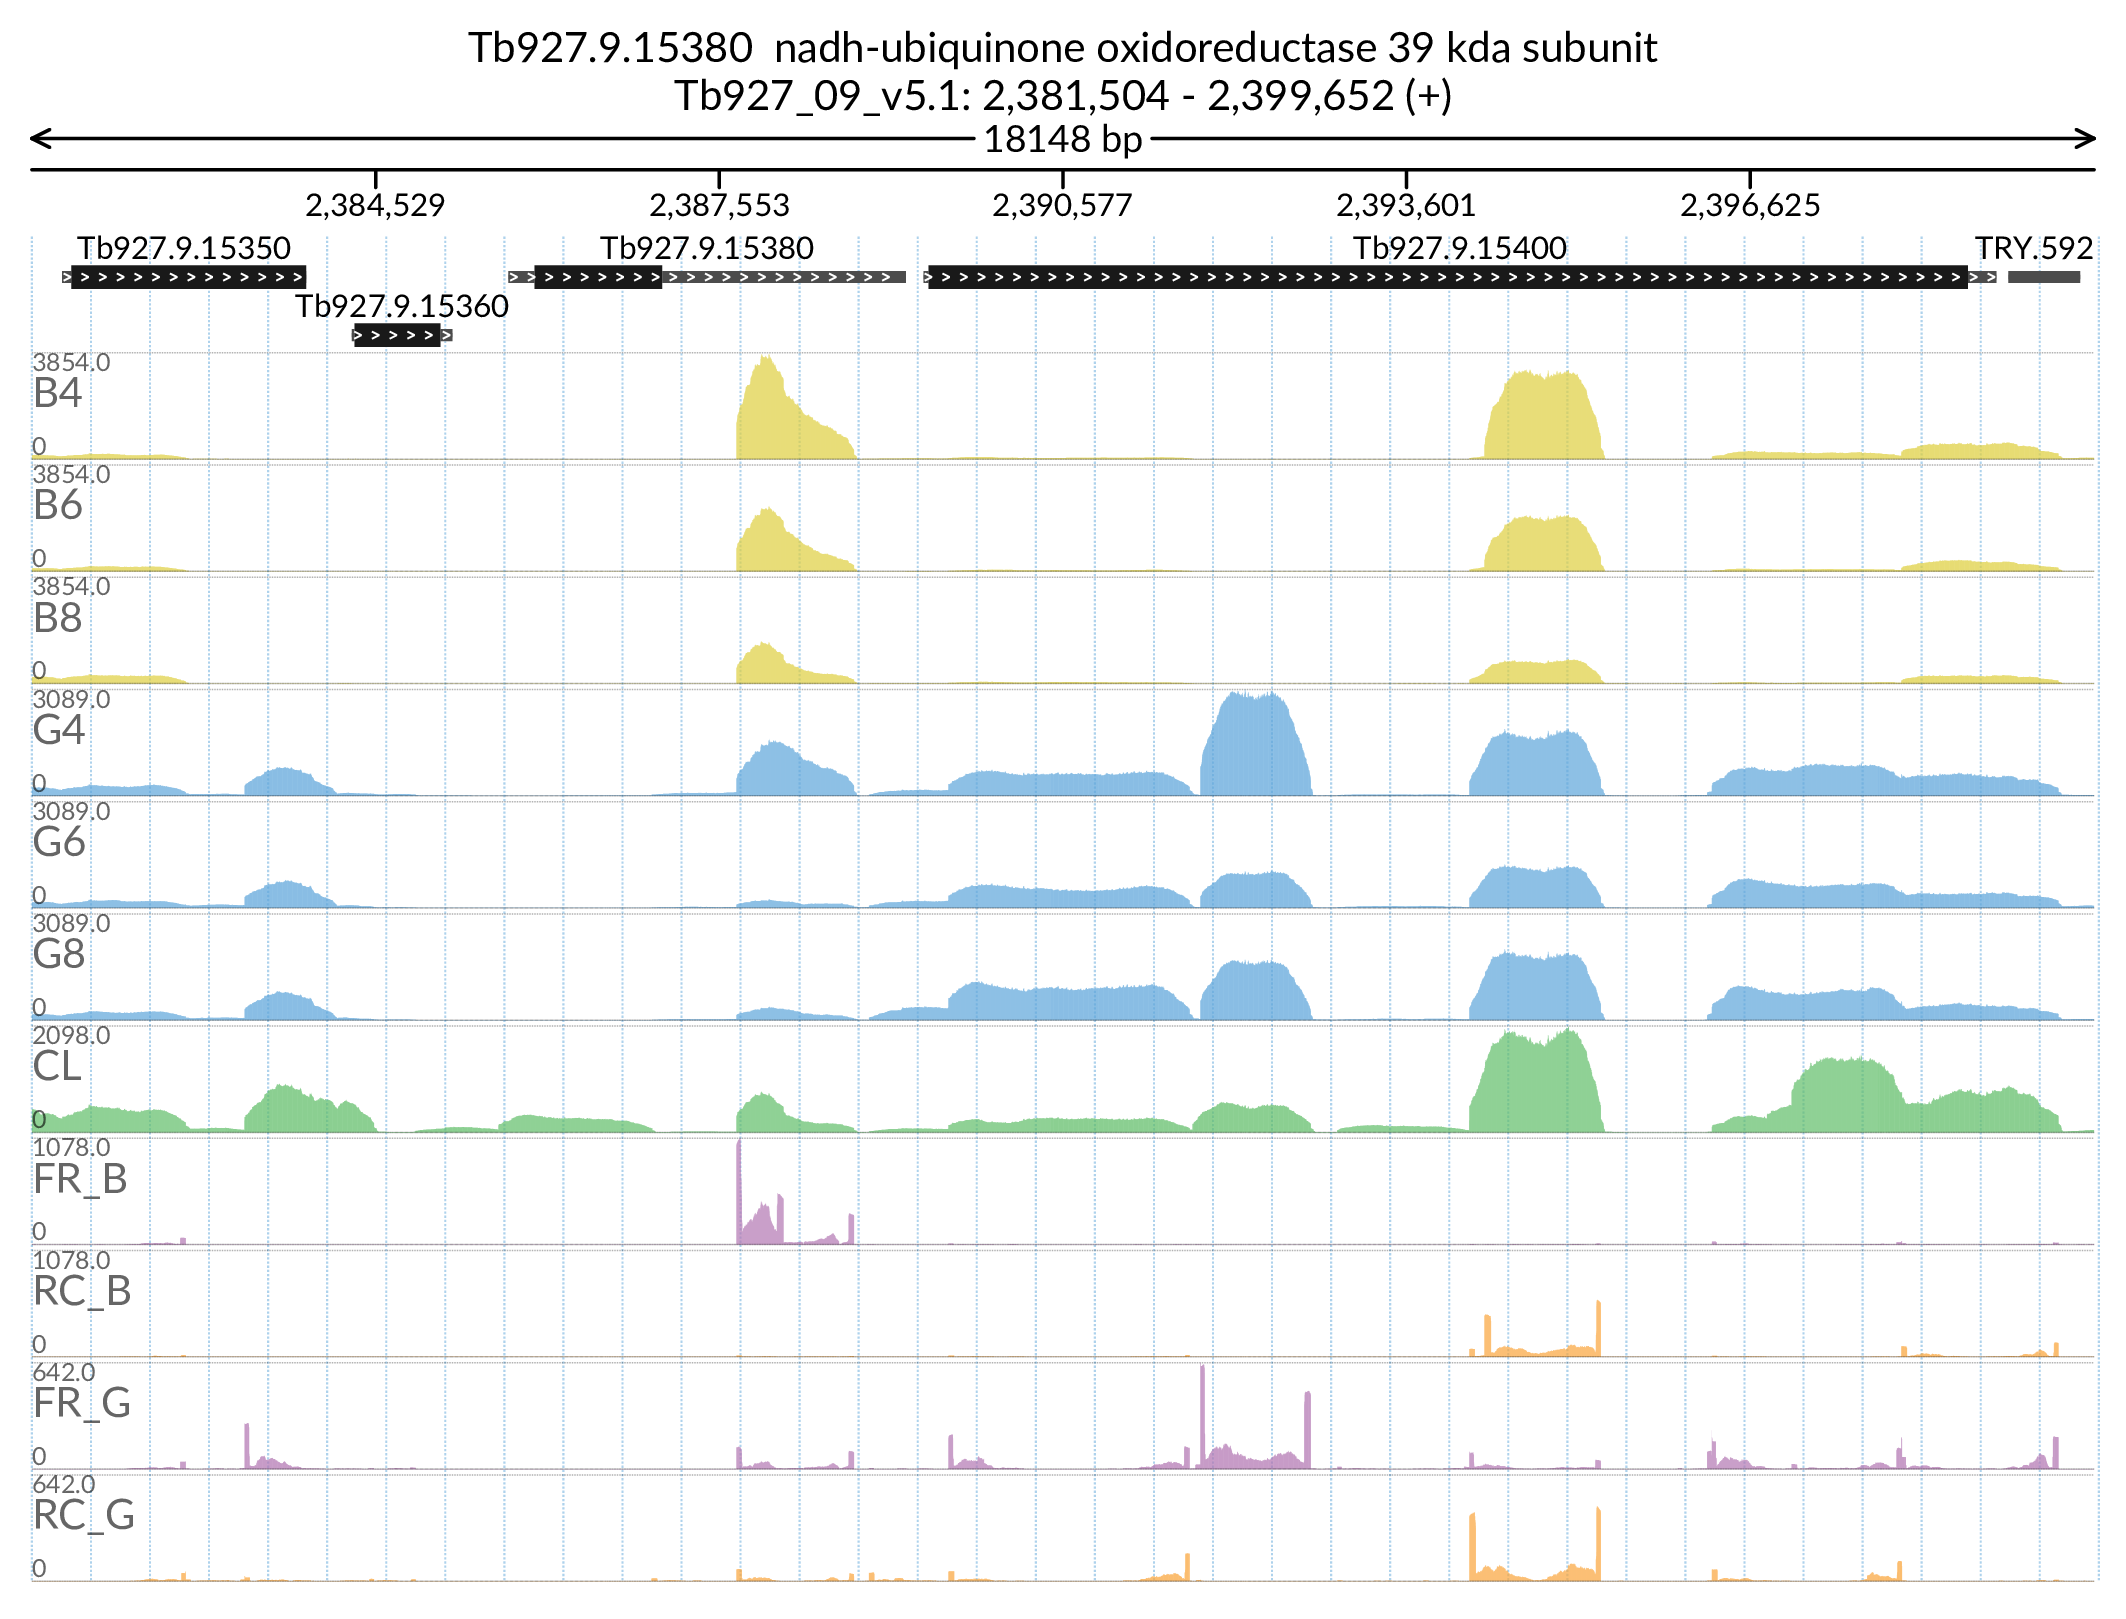 Tb927.9.15380  nadh-ubiquinone oxidoreductase 39 kda subunit
Tb927_09_v5.1: 2,381,504 - 2,399,652 (+)
18148 bp
2,384,529 2,387,553 2,390,577 2,393,601 2,396,625
Tb927.9.15350 Tb927.9.15380 Tb927.9.15400 TRY.592
Tb927.9.15360
3854.0
B4
0
3854.0
B6
0
3854.0
B8
0
3089.0
G4
0
3089.0
G6
0
3089.0
G8
0
2098.0
CL
0
1078.0
FR_B
0
1078.0
RC_B
0
642.0
FR_G
0
642.0
RC_G
0